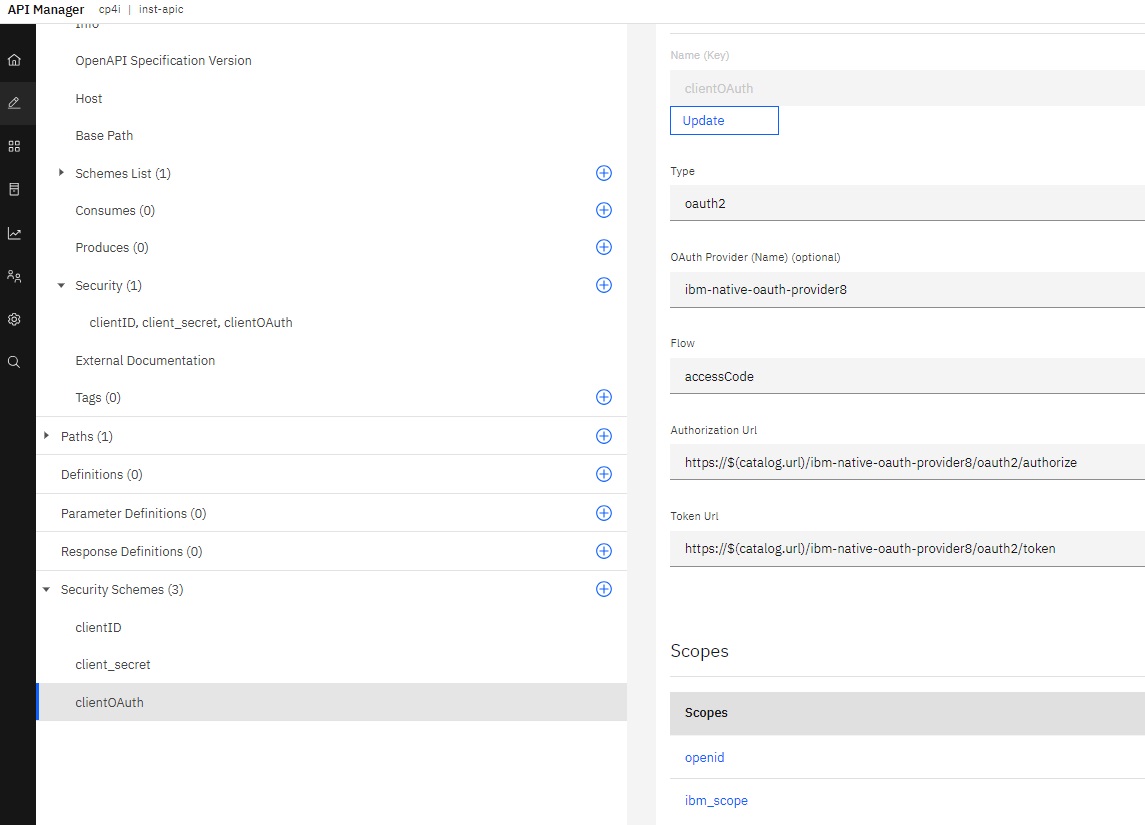 API Manager cp4i | inst-apic
Info
OpenAPI Specification Version
Host
Base Path
Schemes List (1)
Consumes (0)
Produces (0)
Security (1)
clientID, client_secret, clientOAuth
External Documentation
Tags (0)
Paths (1)
Definitions (0)
Parameter Definitions (0)
Response Definitions (0)
Security Schemes (3)
clientID
client_secret
clientOAuth
Name (Key)
clientOAuth
Update
Type
oauth2
OAuth Provider (Name) (optional)
ibm-native-oauth-provider8
Flow
accessCode
Authorization Url
https://$(catalog.url)/ibm-native-oauth-provider8/oauth2/authorize
Token Url
https://$(catalog.url)/ibm-native-oauth-provider8/oauth2/token
Scopes
Scopes
openid
ibm_scope